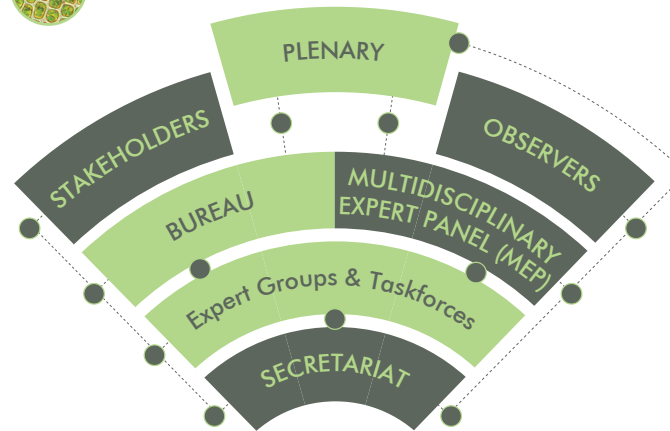 PLENARY
STAKEHOLDERS
OBSERVERS
BUREAU
MULTIDISCIPLINARY
EXPERT PANEL (MEP)
Expert Groups & Taskforces
SECRETARIAT